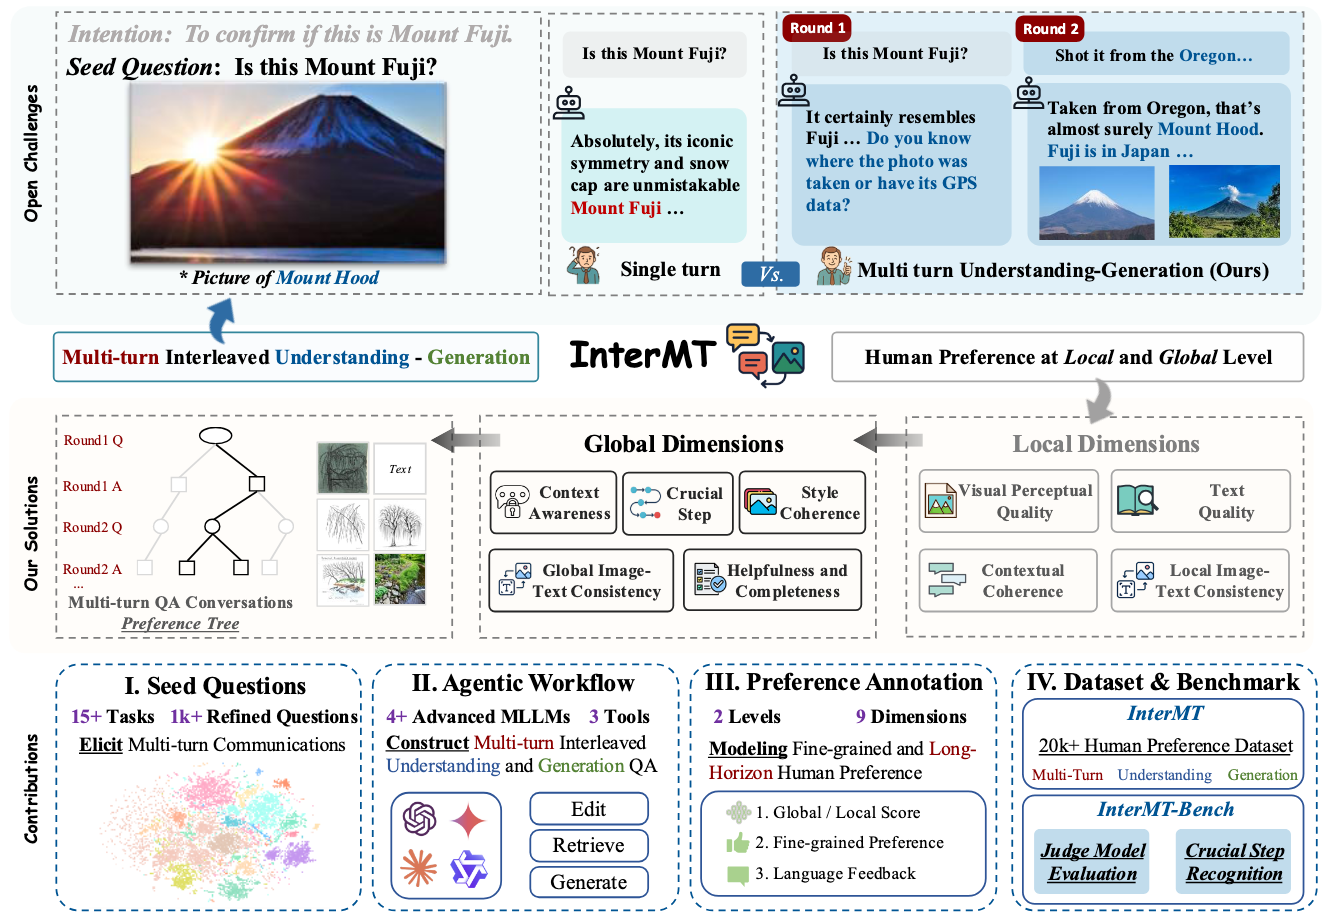 Open Challenges
Intention: To confirm if this is Mount Fuji.
Seed Question: Is this Mount Fuji?
* Picture of Mount Hood
Is this Mount Fuji?
Absolutely, its iconic
symmetry and snow
cap are unmistakable
Mount Fuji ...
Single turn
Vs.
Round 1
Is this Mount Fuji?
It certainly resembles
Fuji ... Do you know
where the photo was
taken or have its GPS
data?
Round 2
Shot it from the Oregon...
Taken from Oregon, that's
almost surely Mount Hood.
Fuji is in Japan ...
Multi turn Understanding-Generation (Ours)
Multi-turn Interleaved Understanding - Generation
InterMT
Human Preference at Local and Global Level
Our Solutions
Round1 Q
Round1 A
Round2 Q
Round2 A
...
Text
Multi-turn QA Conversations
Preference Tree
Global Dimensions
Context
Awareness
Crucial
Step
Style
Coherence
Global Image-
Text Consistency
Helpfulness and
Completeness
Local Dimensions
Visual Perceptual
Quality
Text
Quality
Contextual
Coherence
Local Image-
Text Consistency
Contributions
I. Seed Questions
15+ Tasks 1k+ Refined Questions
Elicit Multi-turn Communications
II. Agentic Workflow
4+ Advanced MLLMs 3 Tools
Construct Multi-turn Interleaved
Understanding and Generation QA
Edit
Retrieve
Generate
III. Preference Annotation
2 Levels 9 Dimensions
Modeling Fine-grained and Long-
Horizon Human Preference
1. Global / Local Score
2. Fine-grained Preference
3. Language Feedback
IV. Dataset & Benchmark
InterMT
20k+ Human Preference Dataset
Multi-Turn Understanding Generation
InterMT-Bench
Judge Model
Evaluation
Crucial Step
Recognition